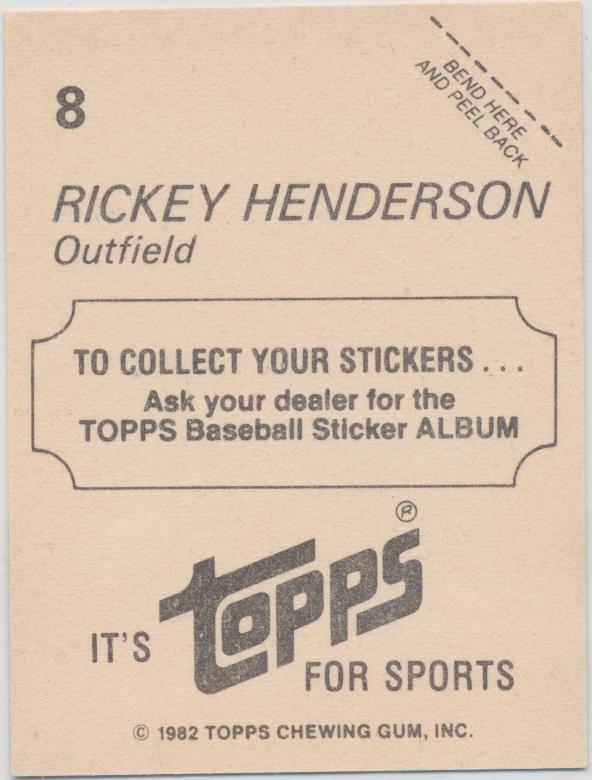 8
BEND HERE
AND PEEL BACK
RICKEY HENDERSON
Outfield
TO COLLECT YOUR STICKERS...
Ask your dealer for the
TOPPS Baseball Sticker ALBUM
IT'S topps®
FOR SPORTS
© 1982 TOPPS CHEWING GUM, INC.